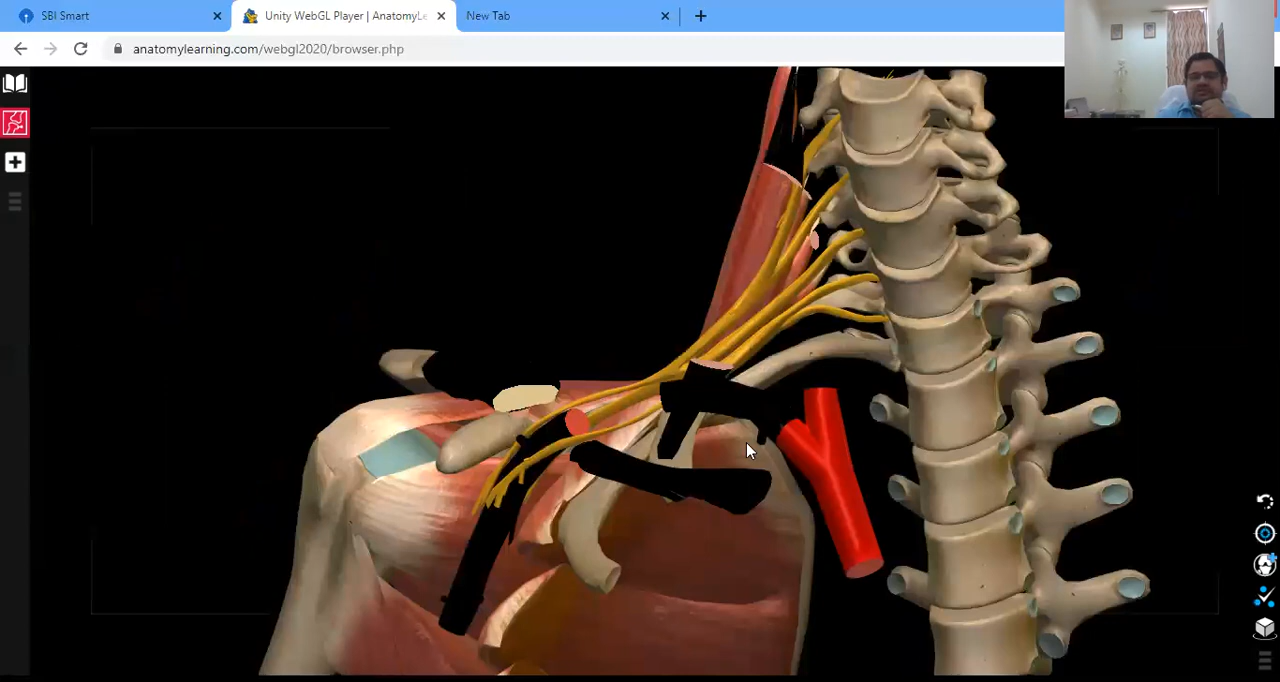 SBI Smart
Unity WebGL Player | AnatomyLe
New Tab
anatomylearning.com/webgl2020/browser.php